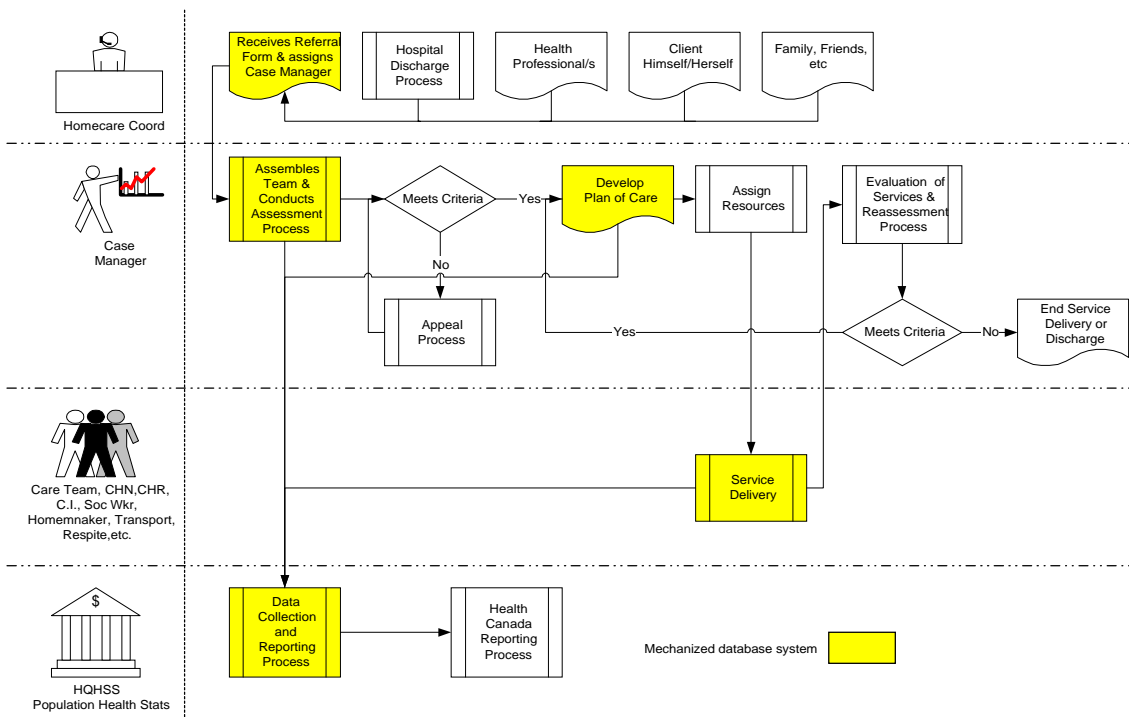 Receives Referral
Form & assigns
Case Manager
Hospital
Discharge
Process
Health
Professional/s
Client
Himself/Herself
Family, Friends,
etc
Homecare Coord
Assembles
Team &
Conducts
Assessment
Process
Meets Criteria
Yes
Develop
Plan of Care
Assign
Resources
Evaluation of
Services &
Reassessment
Process
Case
Manager
No
Appeal
Process
Yes
Meets Criteria
No
End Service
Delivery or
Discharge
Care Team, CHN,CHR,
C.I., Soc Wkr,
Homemnaker, Transport,
Respite,etc.
Service
Delivery
$
HQHSS
Population Health Stats
Data
Collection
and
Reporting
Process
Health
Canada
Reporting
Process
Mechanized database system